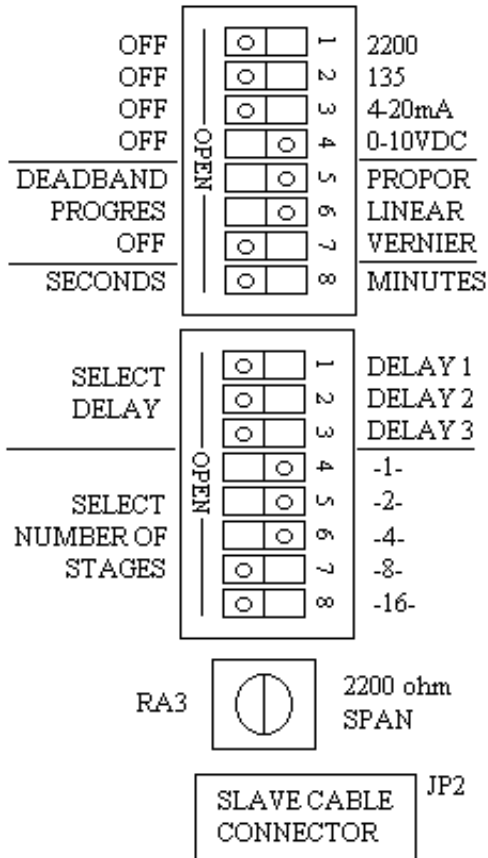 OFF 1 2200
OFF 2 135
OFF 3 4-20mA
OFF 4 0-10VDC
OPEN
DEADBAND 5 PROPOR
PROGRES 6 LINEAR
OFF 7 VERNIER
SECONDS 8 MINUTES
SELECT
DELAY
1 DELAY 1
2 DELAY 2
3 DELAY 3
OPEN
4 -1-
5 -2-
6 -4-
7 -8-
8 -16-
SELECT
NUMBER OF
STAGES
RA3
2200 ohm
SPAN
JP2
SLAVE CABLE
CONNECTOR